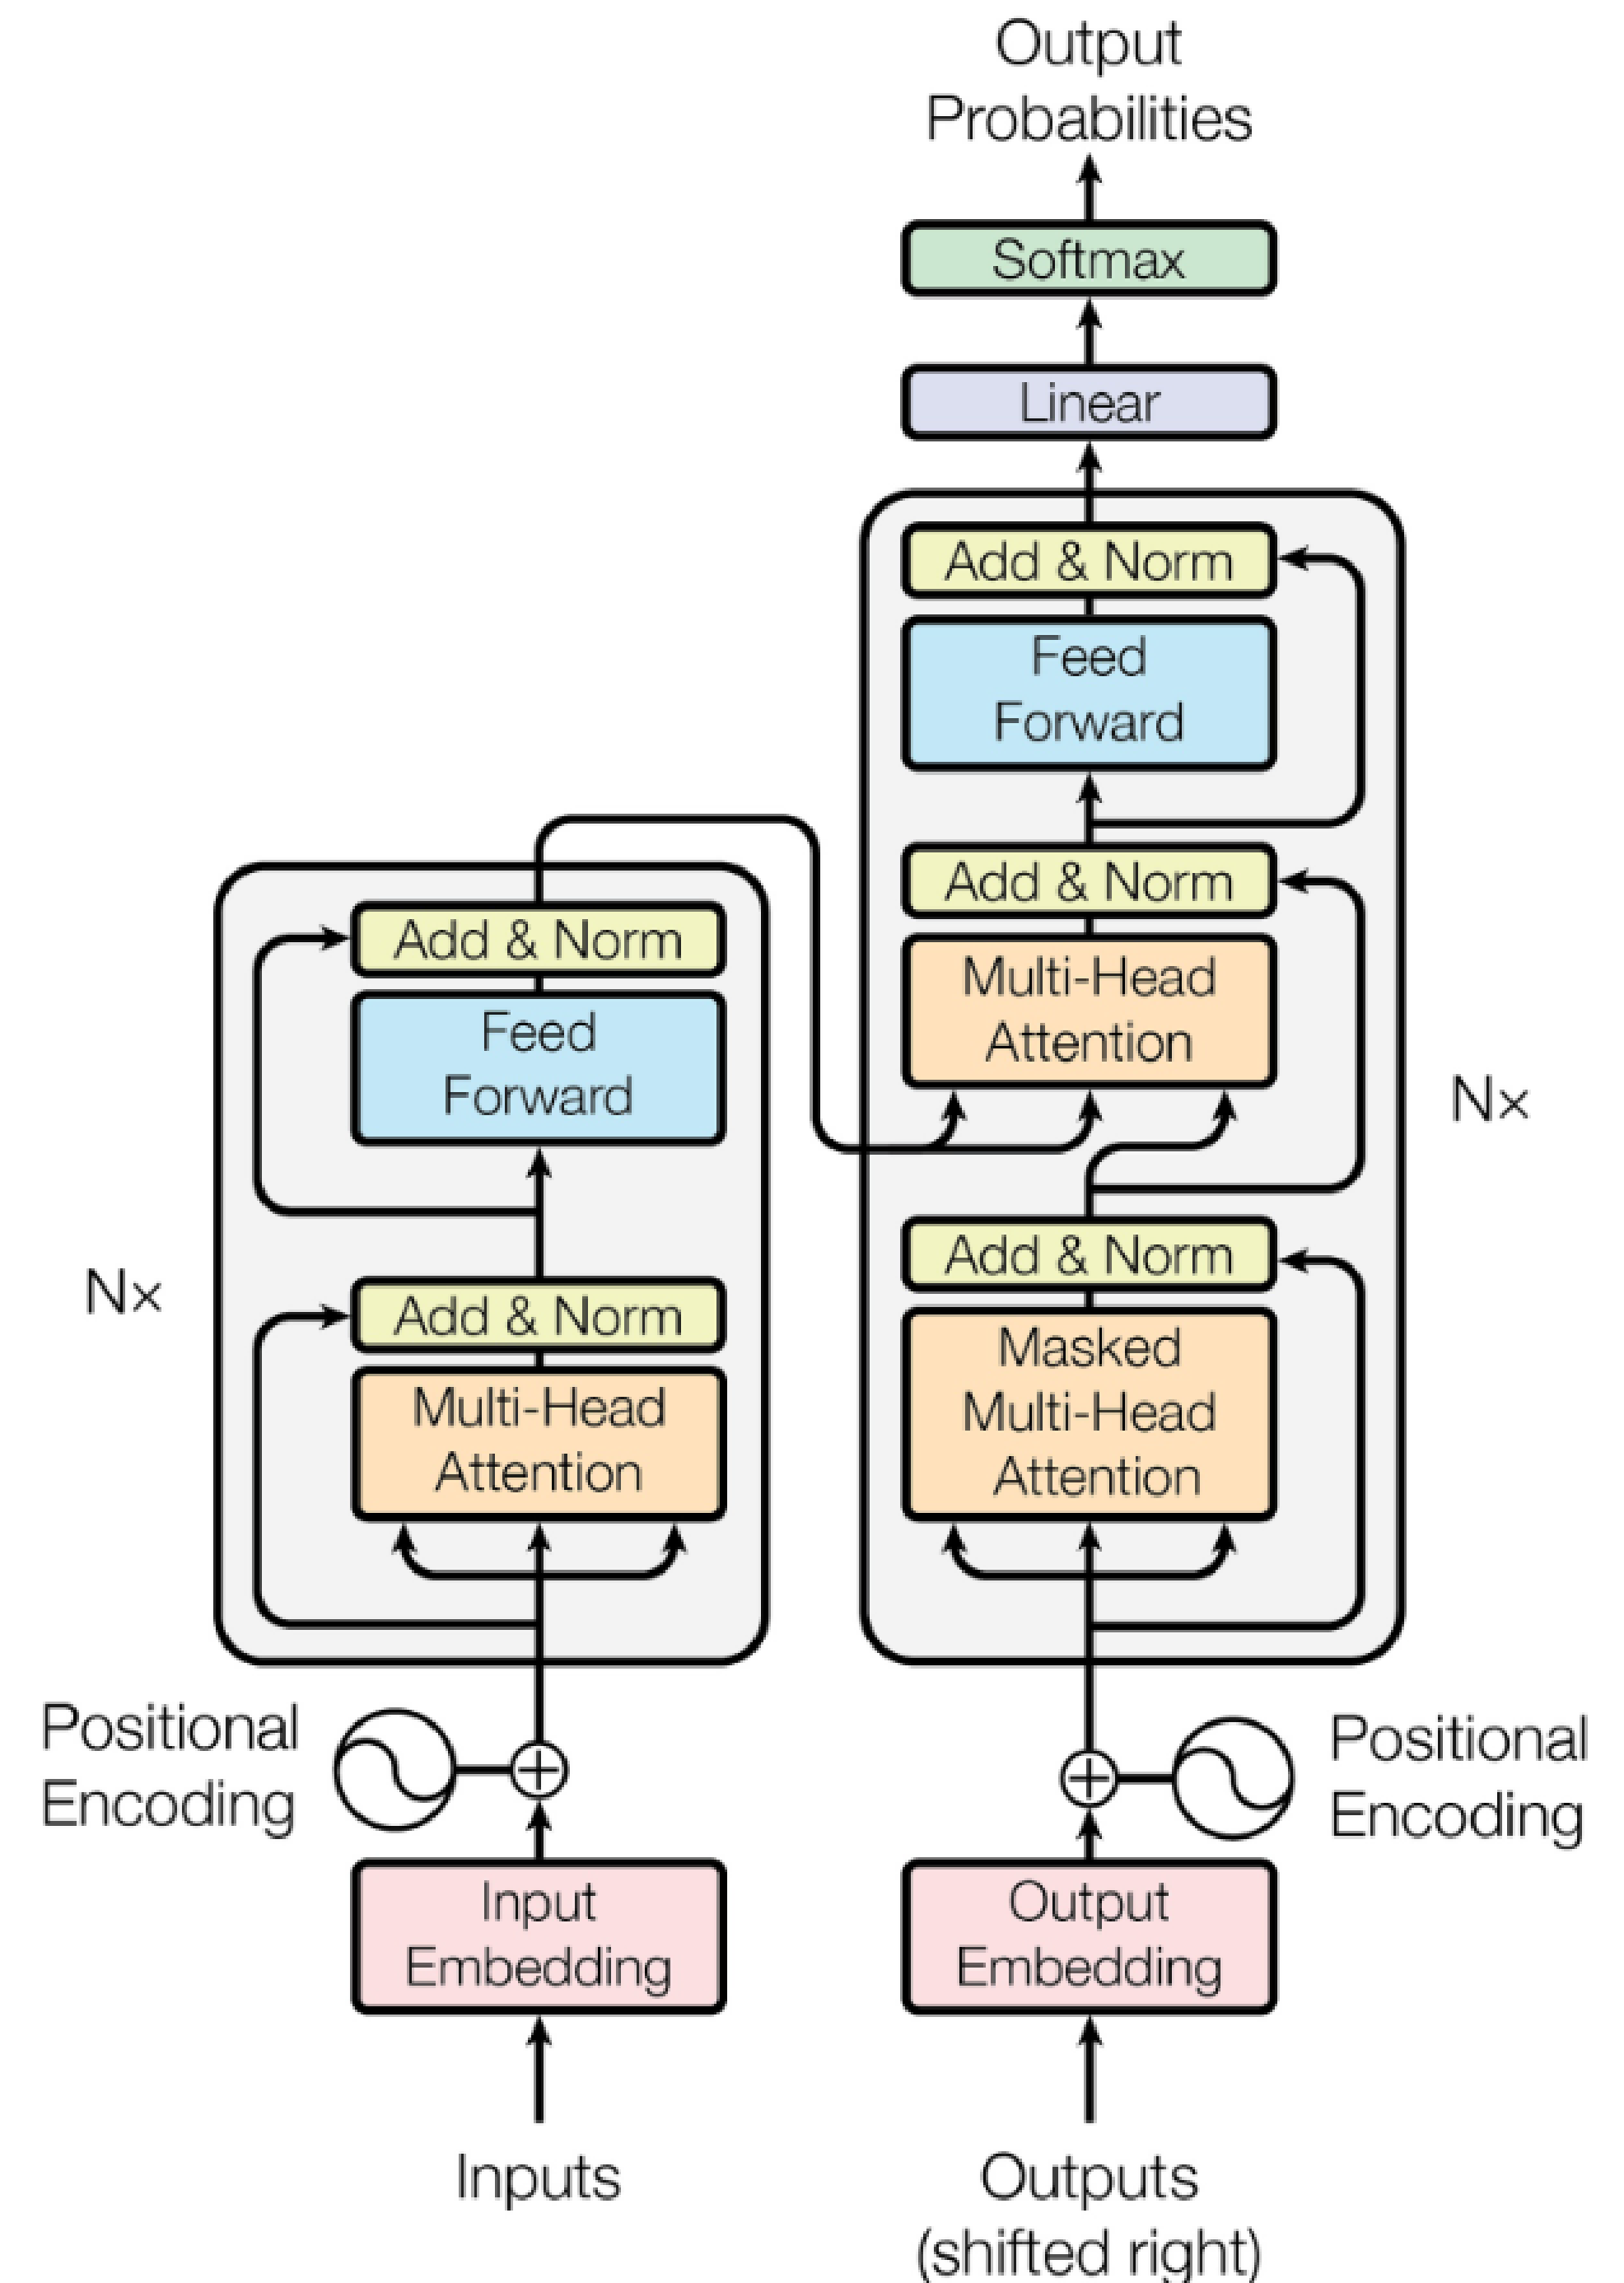 Output
Probabilities
Softmax
Linear
Add & Norm
Feed
Forward
Add & Norm
Multi-Head
Attention
Add & Norm
Masked
Multi-Head
Attention
N×
Add & Norm
Feed
Forward
Add & Norm
Multi-Head
Attention
N×
Positional
Encoding
Positional
Encoding
Input
Embedding
Output
Embedding
Inputs
Outputs
(shifted right)